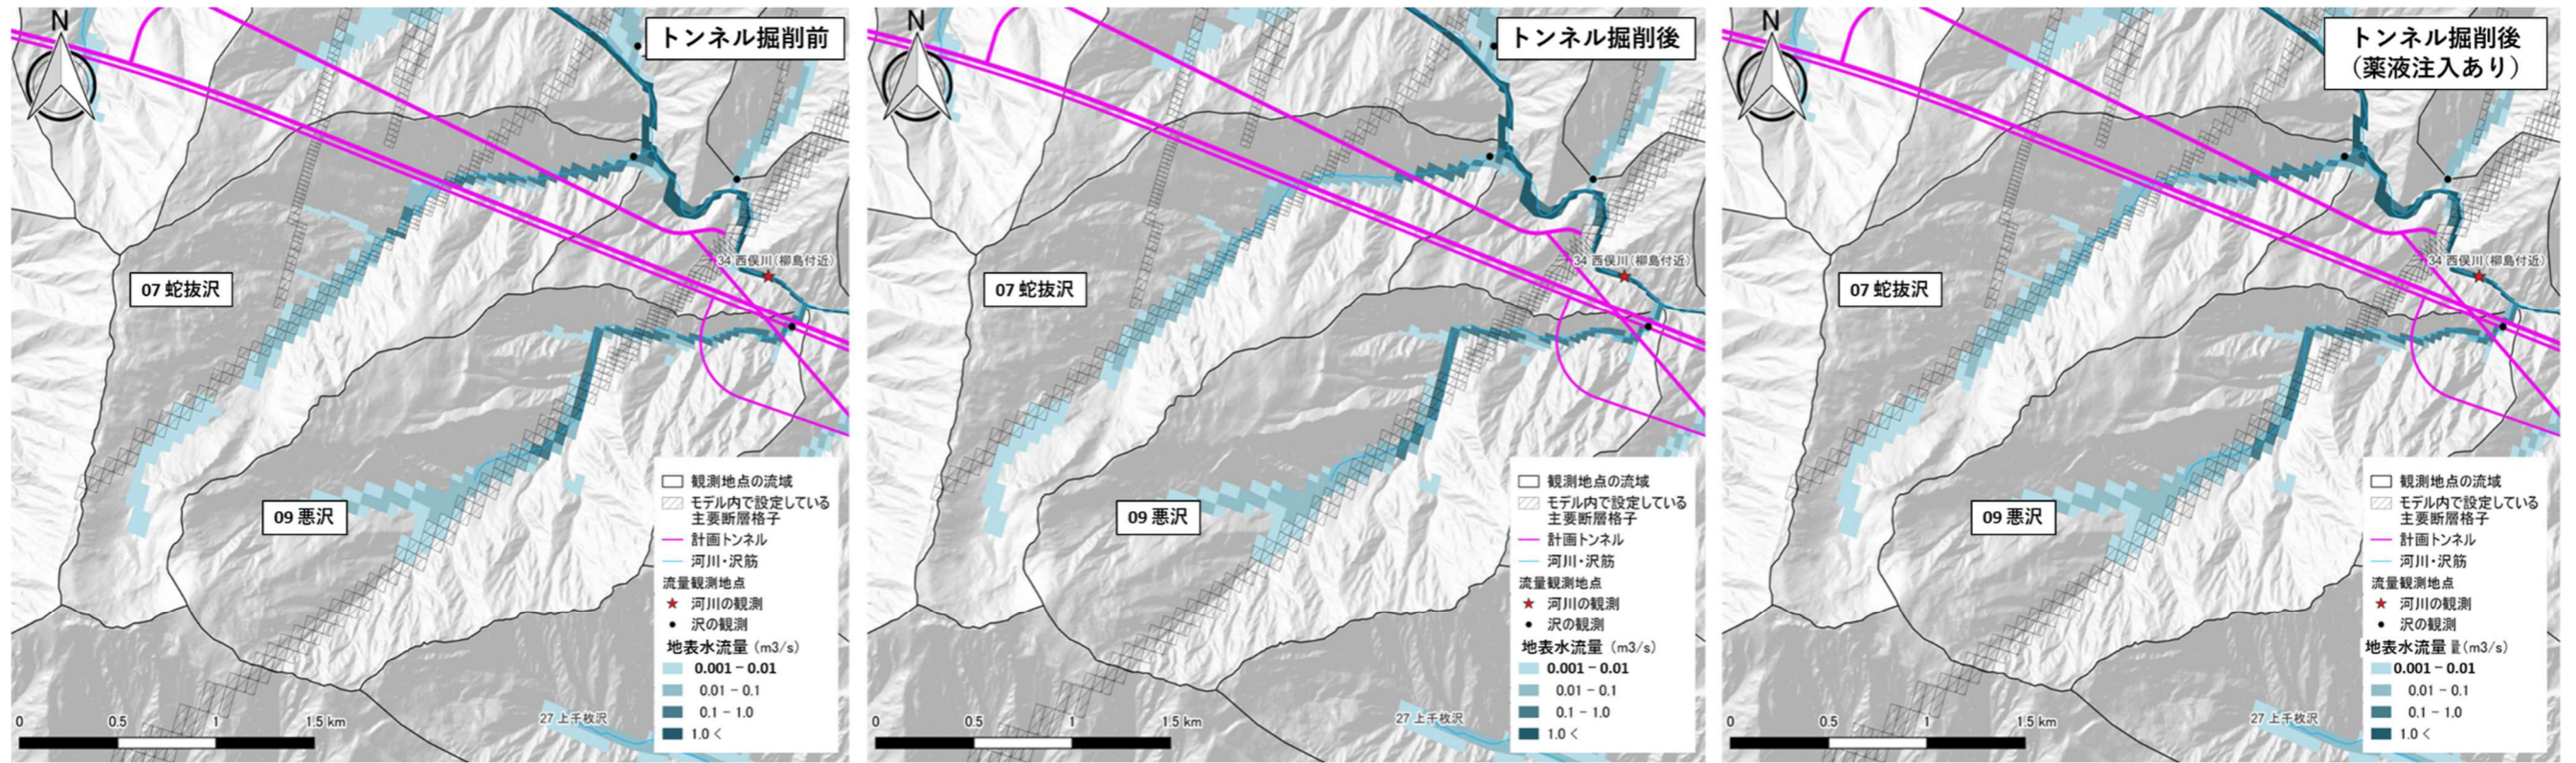 N
トンネル掘削前
34 西俣川(柳島付近)
07 蛇抜沢
09 悪沢
27 上千枚沢
観測地点の流域
モデル内で設定している
主要断層格子
計画トンネル
河川・沢筋
流量観測地点
河川の観測
沢の観測
地表水流量 (m3/s)
0.001 - 0.01
0.01 - 0.1
0.1 - 1.0
1.0 <
0 0.5 1 1.5 km
N
トンネル掘削後
34 西俣川(柳島付近)
07 蛇抜沢
09 悪沢
27 上千枚沢
観測地点の流域
モデル内で設定している
主要断層格子
計画トンネル
河川・沢筋
流量観測地点
河川の観測
沢の観測
地表水流量 (m3/s)
0.001 - 0.01
0.01 - 0.1
0.1 - 1.0
1.0 <
0 0.5 1 1.5 km
N
トンネル掘削後
(薬液注入あり)
34 西俣川(柳島付近)
07 蛇抜沢
09 悪沢
27 上千枚沢
観測地点の流域
モデル内で設定している
主要断層格子
計画トンネル
河川・沢筋
流量観測地点
河川の観測
沢の観測
地表水流量 (m3/s)
0.001 - 0.01
0.01 - 0.1
0.1 - 1.0
1.0 <
0 0.5 1 1.5 km